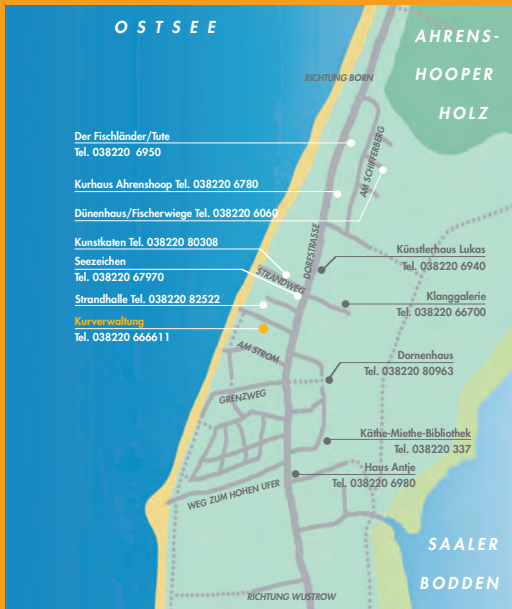 OSTSEE
AHRENS-
HOOPER
HOLZ
RICHTUNG BORN
Der Fischländer/Tute
Tel. 038220 6950
AM SCHIFFERBERG
Kurhaus Ahrenshoop Tel. 038220 6780
Dünenhaus/Fischerwiege Tel. 038220 6060
DORFSTRASSE
Kunstkaten Tel. 038220 80308
Seezeichen
Tel. 038220 67970
STRANDWEG
Strandhalle Tel. 038220 82522
Kurverwaltung
Tel. 038220 666611
Künstlerhaus Lukas
Tel. 038220 6940
Klanggalerie
Tel. 038220 66700
AM STROM
Dornenhaus
Tel. 038220 80963
GRENZWEG
Käthe-Miethe-Bibliothek
Tel. 038220 337
Haus Antje
Tel. 038220 6980
WEG ZUM HOHEN UFER
SAALER
BODDEN
RICHTUNG WUSTROW